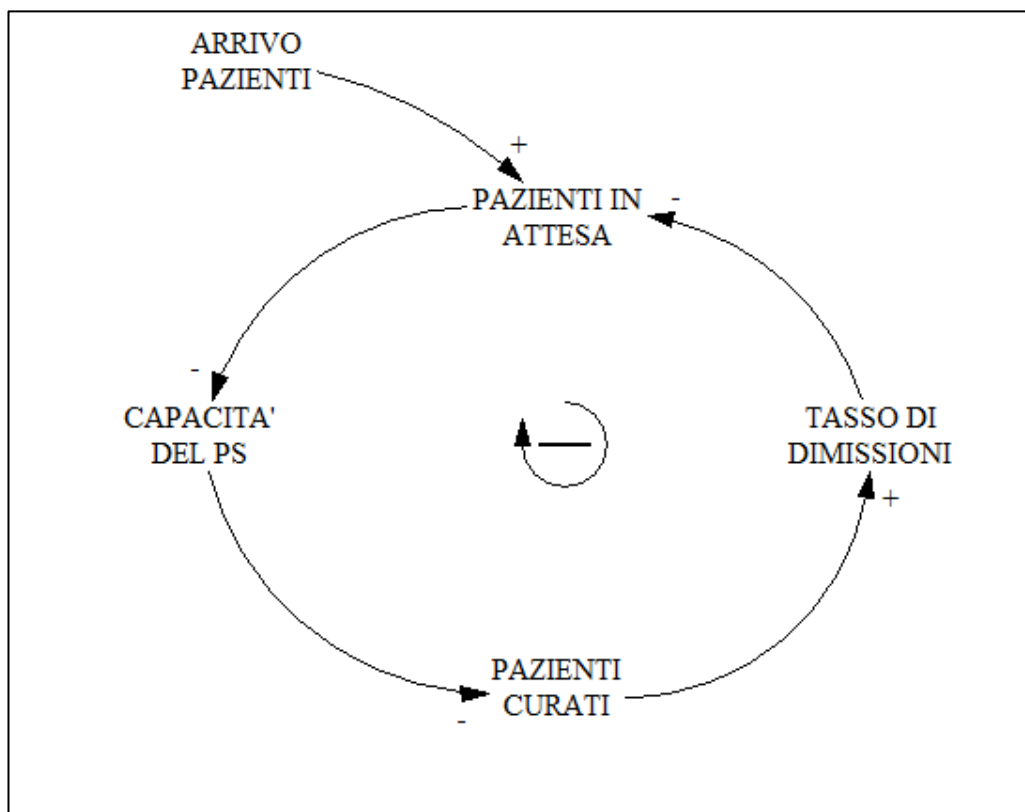 ARRIVO
PAZIENTI
+
PAZIENTI IN
ATTESA
-
-
CAPACITA'
DEL PS
TASSO DI
DIMISSIONI
+
PAZIENTI
CURATI
-